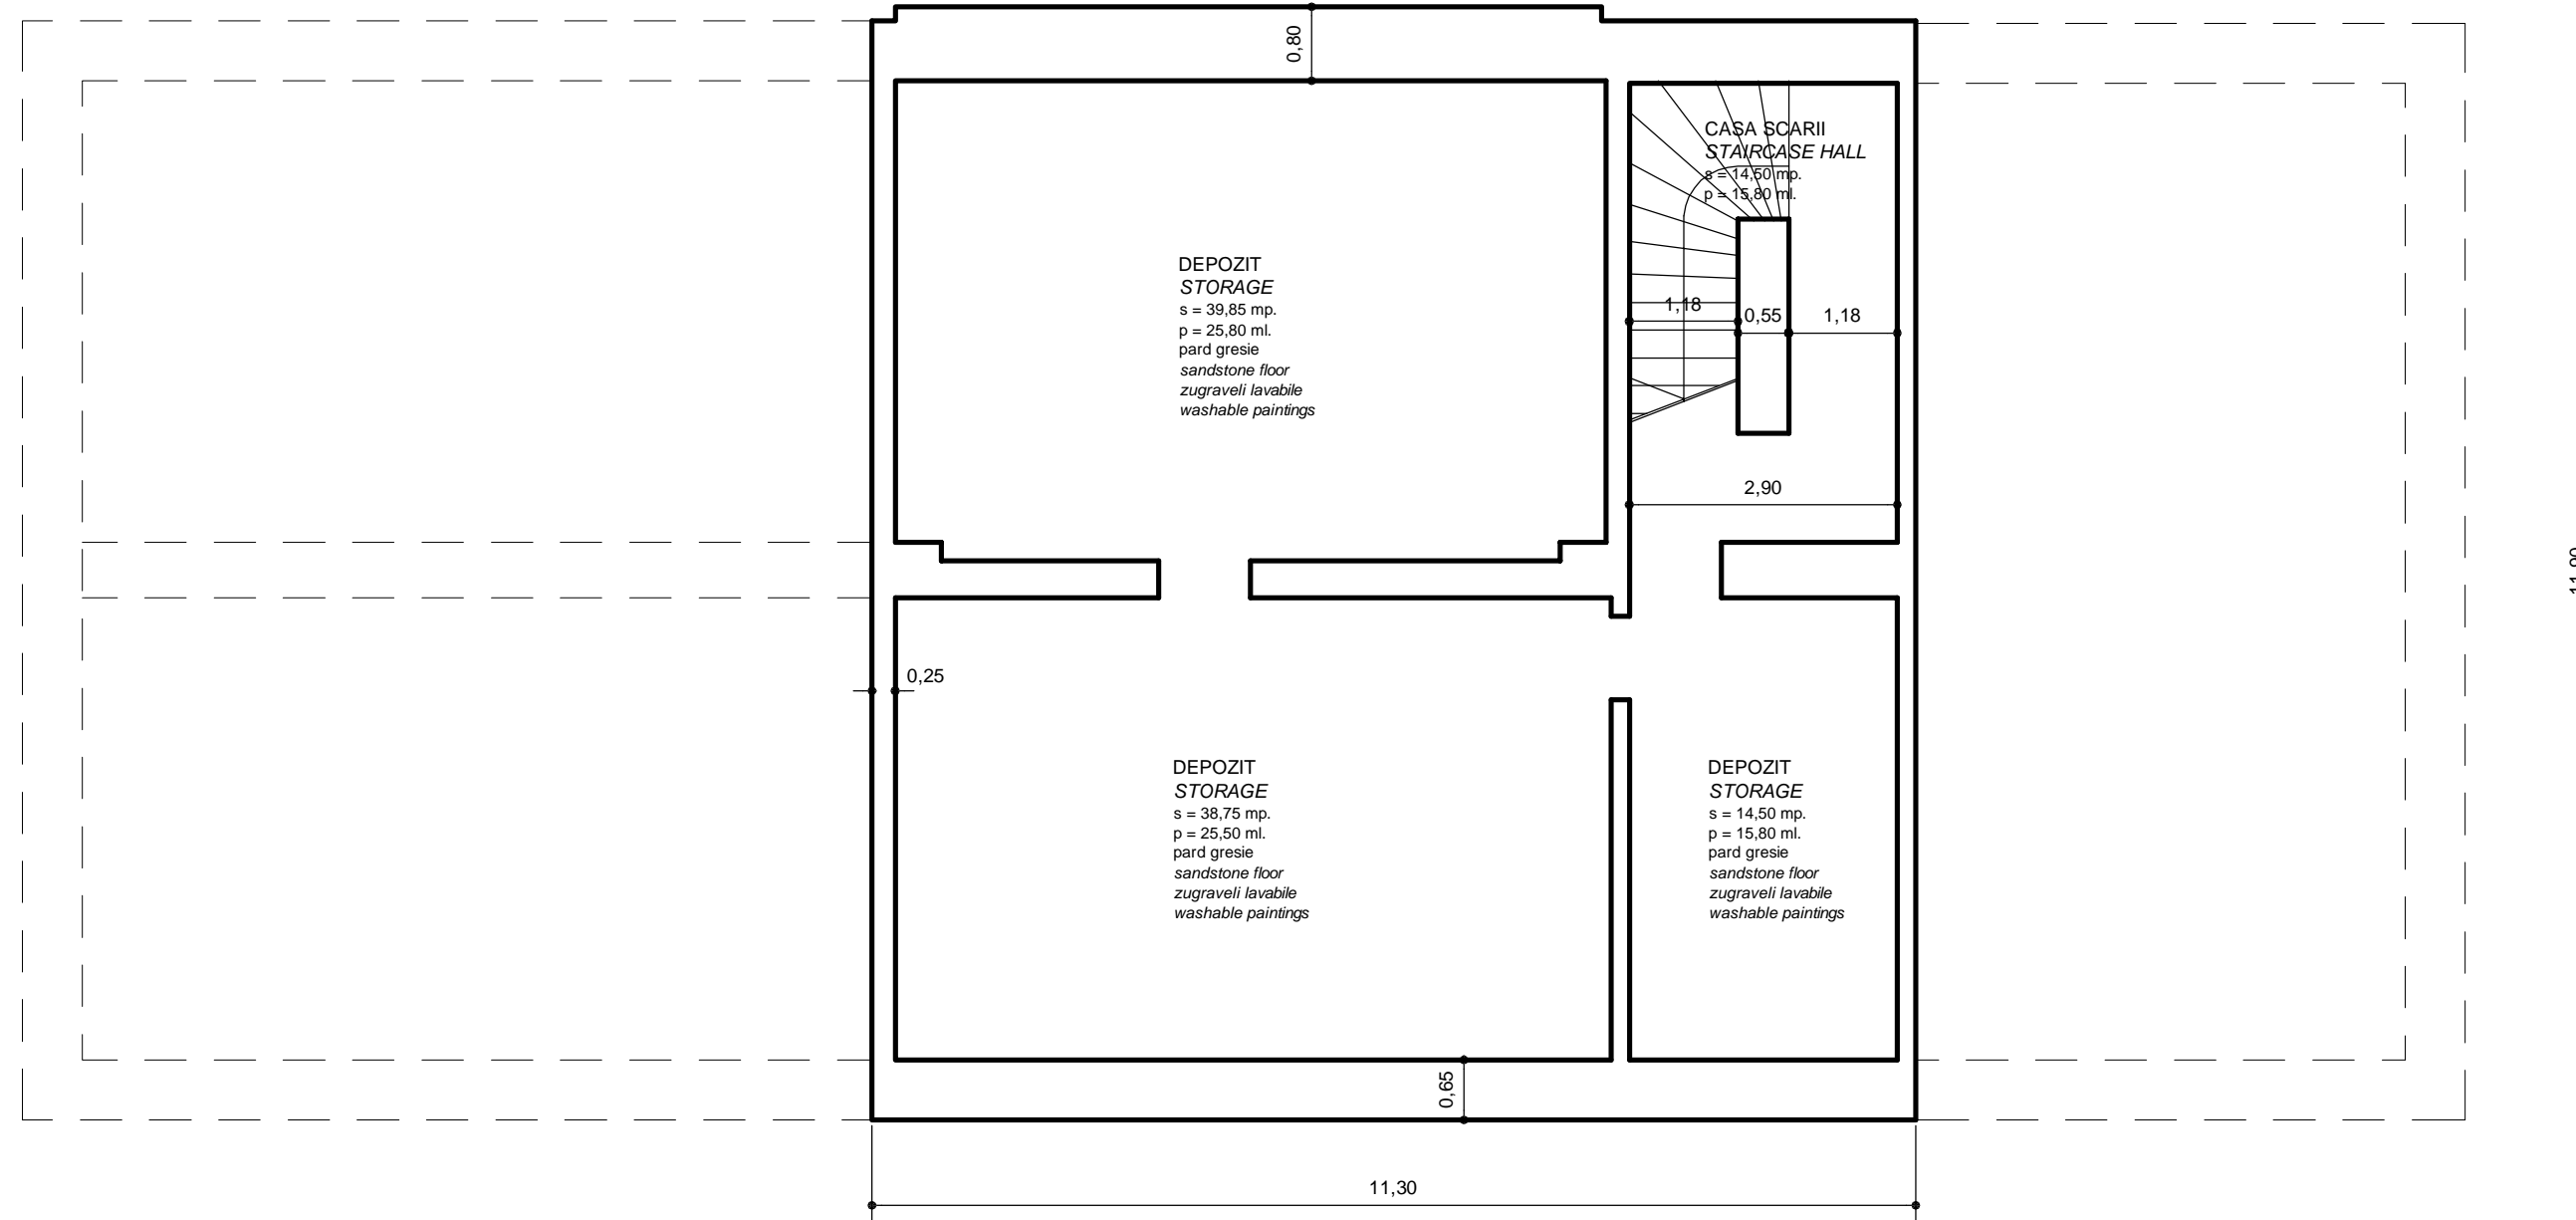 0,80
CASA SCARII
STAIRCASE HALL
s = 14,50 mp.
p = 15,80 ml.
DEPOZIT
STORAGE
s = 39,85 mp.
p = 25,80 ml.
pard gresie
sandstone floor
zugraveli lavabile
washable paintings
1,18
0,55
1,18
2,90
0,25
DEPOZIT
STORAGE
s = 38,75 mp.
p = 25,50 ml.
pard gresie
sandstone floor
zugraveli lavabile
washable paintings
DEPOZIT
STORAGE
s = 14,50 mp.
p = 15,80 ml.
pard gresie
sandstone floor
zugraveli lavabile
washable paintings
0,65
11,30